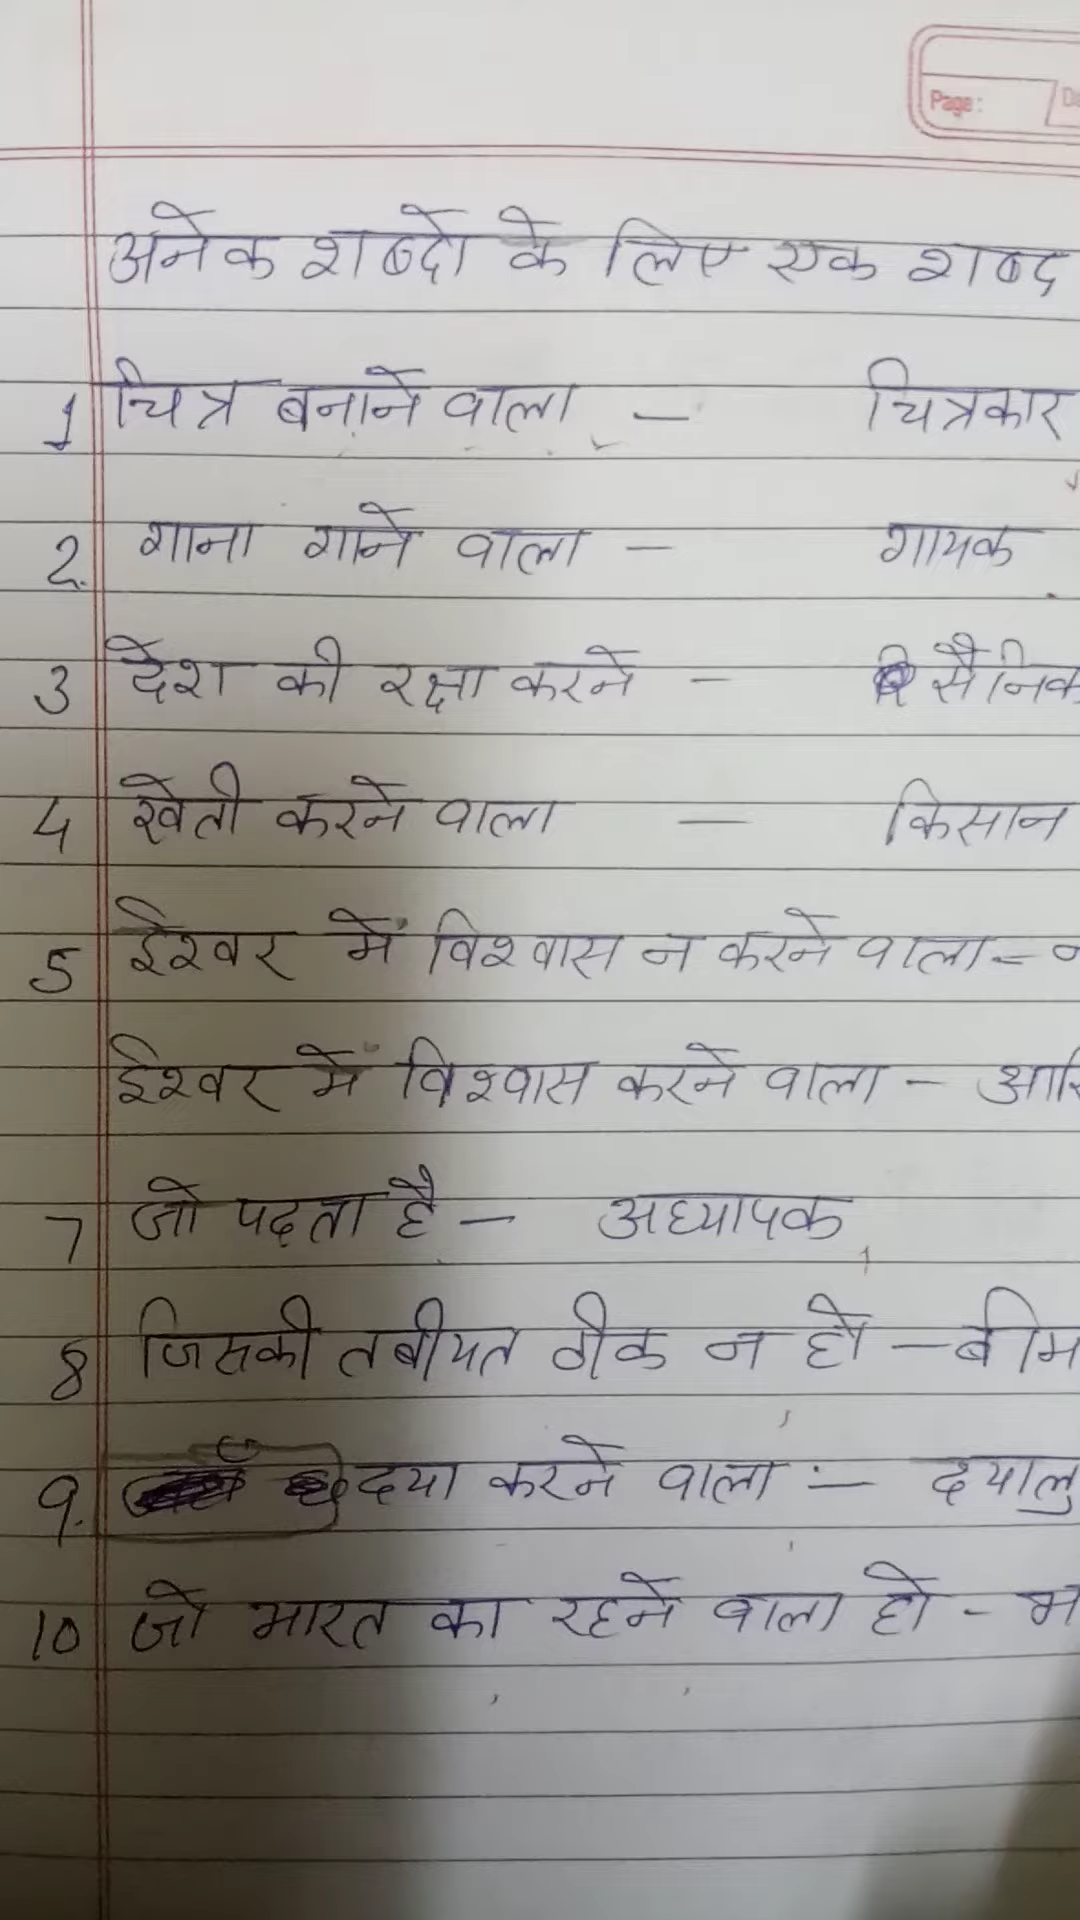 Page:
अनेक शब्दो के लिए एक शब्द
1 चित्र बनाने वाला - चित्रकार
2. गाना गाने वाला - गायक
3 देश की रक्षा करने - सैनिक
4 खेती करने वाला - किसान
5 ईश्वर में विश्वास न करने वाला -
ईश्वर में विश्वास करने वाला -
7 जो पढ़ता है - अध्यापक
8 जिसकी तबीयत ठीक न हो -
9. दया करने वाला :- दयालु
10 जो भारत का रहने वाला हो -